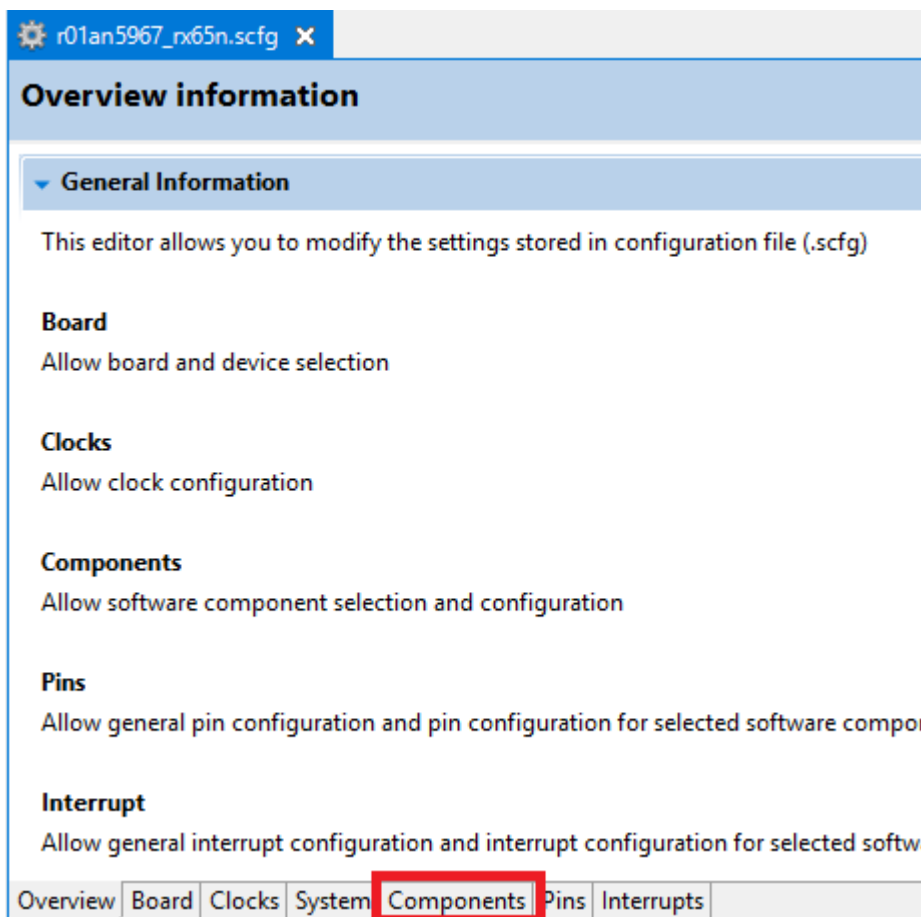 r01an5967_rx65n.scfg
Overview information
General Information
This editor allows you to modify the settings stored in configuration file (.scfg)
Board
Allow board and device selection
Clocks
Allow clock configuration
Components
Allow software component selection and configuration
Pins
Allow general pin configuration and pin configuration for selected software
Interrupt
Allow general interrupt configuration and interrupt configuration for selected
Overview Board Clocks System Components Pins Interrupts